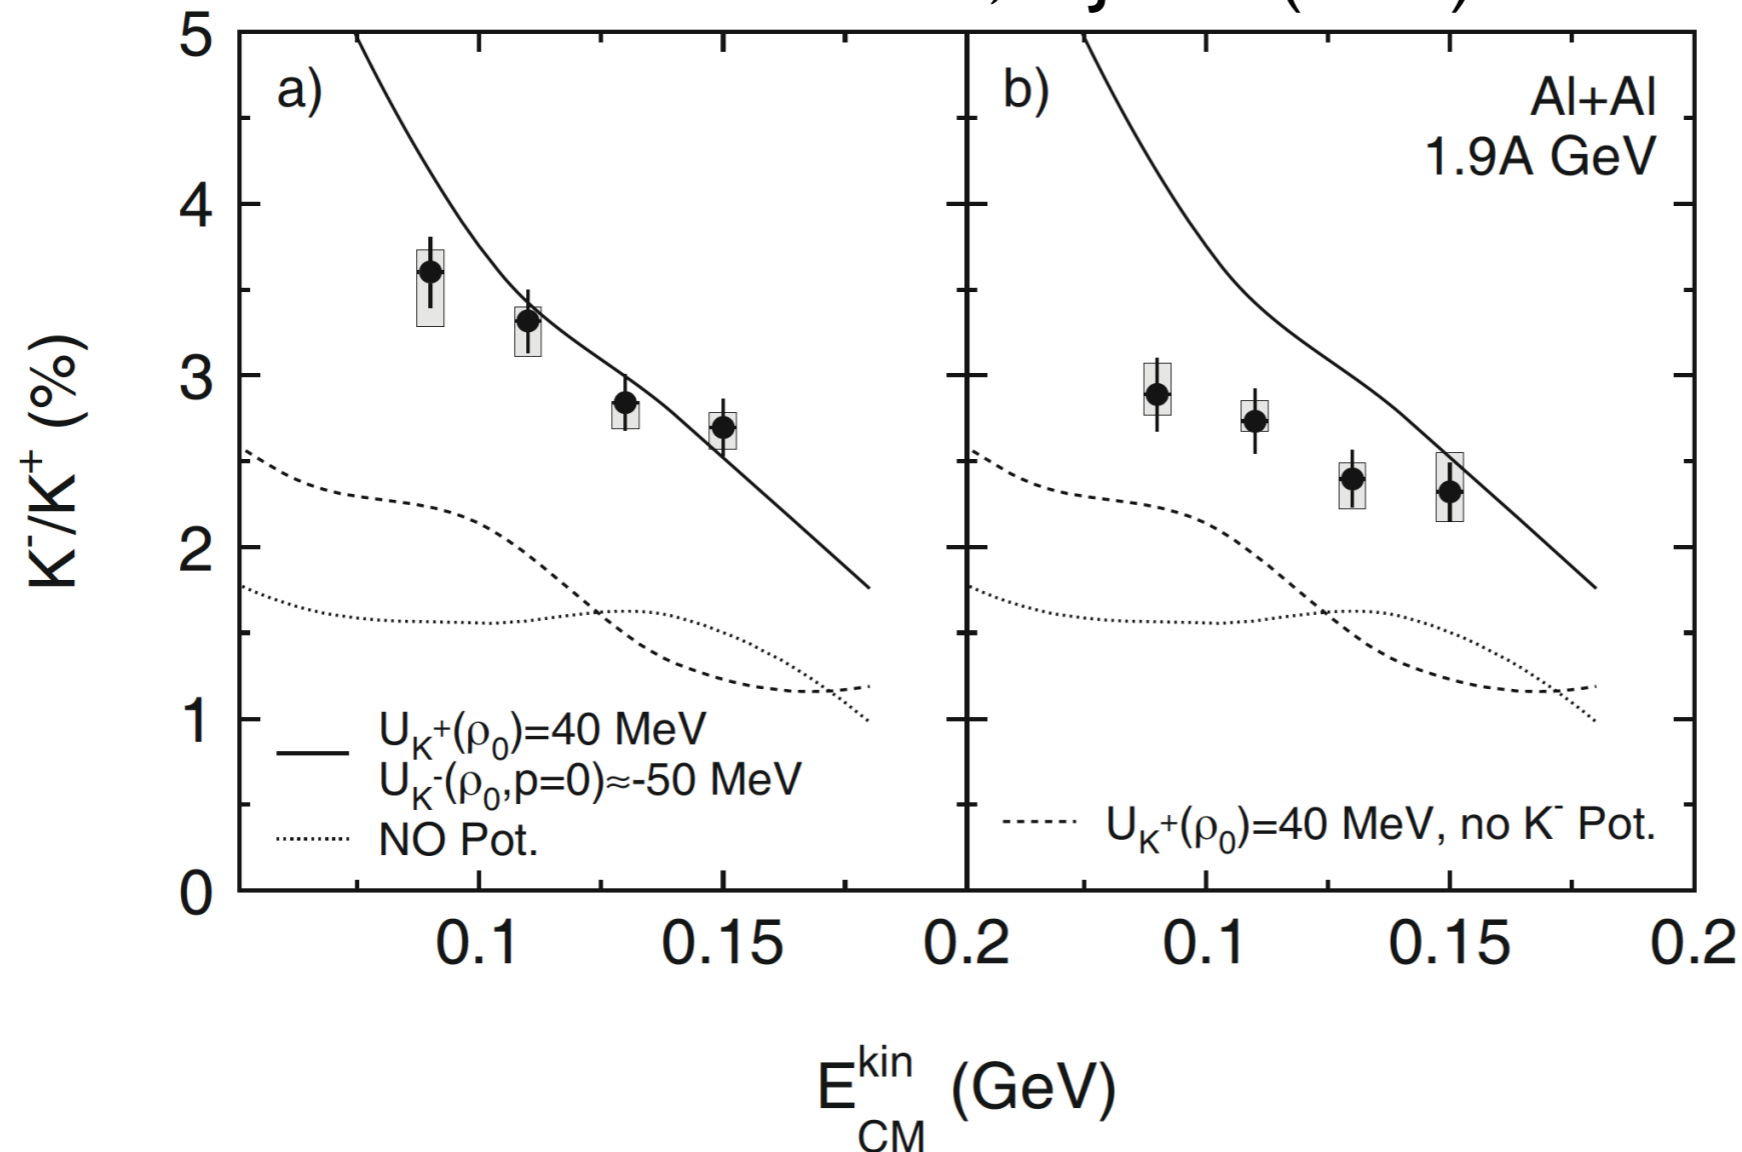 a)
b)
Al+Al
1.9A GeV
5
4
3
2
1
0
K⁻/K⁺ (%)
U_K⁺(ρ₀)=40 MeV
U_K⁻(ρ₀,p=0)≈-50 MeV
NO Pot.
U_K⁺(ρ₀)=40 MeV, no K⁻ Pot.
0.1 0.15 0.2 0.1 0.15 0.2
E^kin_CM (GeV)